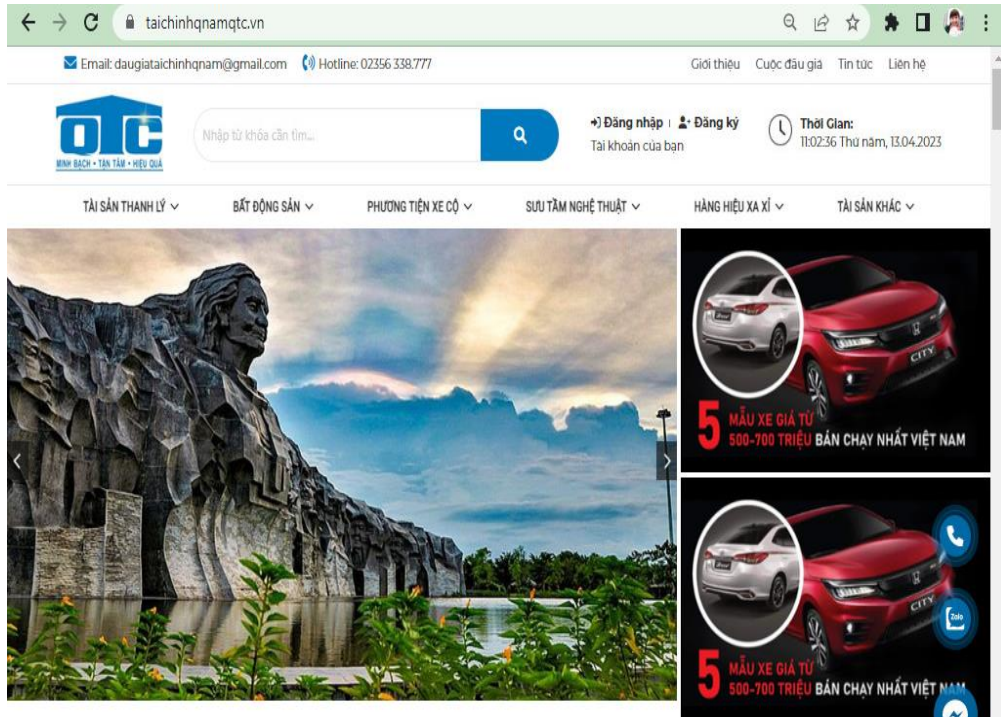 taichinhqnamqtc.vn
Email: daugiataichinhqnam@gmail.com Hotline: 02356 338.777 Giới thiệu Cuộc đấu giá Tin tức Liên hệ
QTC
MINH BẠCH • TẬN TÂM • HIỆU QUẢ
Nhập từ khóa cần tìm...
Đăng nhập | Đăng ký
Tài khoản của bạn
Thời Gian:
11:02:36 Thứ năm, 13.04.2023
TÀI SẢN THANH LÝ BẤT ĐỘNG SẢN PHƯƠNG TIỆN XE CỘ SƯU TẦM NGHỆ THUẬT HÀNG HIỆU XA XỈ TÀI SẢN KHÁC
CITY
5 MẪU XE GIÁ TỪ
500-700 TRIỆU BÁN CHẠY NHẤT VIỆT NAM
CITY
Zalo
5 MẪU XE GIÁ TỪ
500-700 TRIỆU BÁN CHẠY NHẤT VIỆT NAM